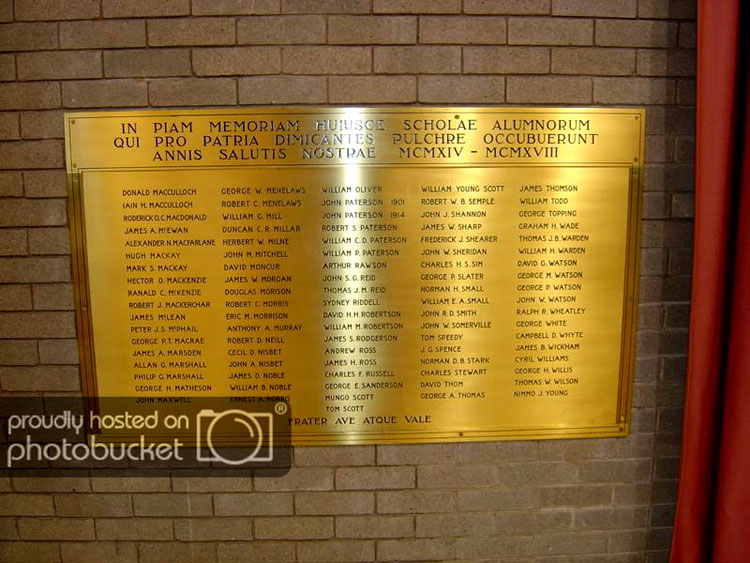 IN PIAM MEMORIAM HUIUSCE SCHOLAE ALUMNORUM
QUI PRO PATRIA DIMICANTES PULCHRE OCCUBUERUNT
ANNIS SALUTIS NOSTRAE MCMXIV - MCMXVIII
DONALD MACCULLOCH
IAIN H. MACCULLOCH
RODERICK O.C. MACDONALD
JAMES A. McEWAN
ALEXANDER N. MACFARLANE
HUGH MACKAY
MARK S. MACKAY
HECTOR O. MACKENZIE
RANALD C. McKENZIE
ROBERT J. MACKERCHAR
JAMES McLEAN
PETER J.S. McPHAIL
GEORGE P.T. MACRAE
JAMES A. MARSDEN
ALLAN G. MARSHALL
PHILIP G. MARSHALL
GEORGE H. MATHESON
JOHN MAXWELL
GEORGE W. MENELAWS
ROBERT C. MENELAWS
WILLIAM G. MILL
DUNCAN C.R. MILLAR
HERBERT W. MILNE
JOHN M. MITCHELL
DAVID MONCUR
JAMES W. MORGAN
DOUGLAS MORISON
ROBERT C. MORRIS
ERIC M. MORRISON
ANTHONY A. MURRAY
ROBERT D. NEILL
CECIL D. NISBET
JOHN A. NISBET
JAMES D. NOBLE
WILLIAM B. NOBLE
ERNEST A.
WILLIAM OLIVER
JOHN PATERSON 1901
JOHN PATERSON 1914
ROBERT S. PATERSON
WILLIAM C.D. PATERSON
WILLIAM P. PATERSON
ARTHUR RAWSON
JOHN S.G. REID
THOMAS J.M. REID
SYDNEY RIDDELL
DAVID H.H. ROBERTSON
WILLIAM M. ROBERTSON
JAMES S. RODGERSON
ANDREW ROSS
JAMES H. ROSS
CHARLES F. RUSSELL
GEORGE E. SANDERSON
MUNGO SCOTT
TOM SCOTT
WILLIAM YOUNG SCOTT
ROBERT W.B. SEMPLE
JOHN J. SHANNON
JAMES W. SHARP
FREDERICK J. SHEARER
JOHN W. SHERIDAN
CHARLES H.S. SIM
GEORGE P. SLATER
NORMAN H. SMALL
WILLIAM E.A. SMALL
JOHN R.D. SMITH
JOHN W. SOMERVILLE
TOM SPEEDY
J.G. SPENCE
NORMAN D.B. STARK
CHARLES STEWART
DAVID THOM
GEORGE A. THOMAS
JAMES THOMSON
WILLIAM TODD
GEORGE TOPPING
GRAHAM H. WADE
THOMAS J.B. WARDEN
WILLIAM H. WARDEN
DAVID G. WATSON
GEORGE M. WATSON
GEORGE P. WATSON
JOHN W. WATSON
RALPH R. WHEATLEY
GEORGE WHITE
CAMPBELL D. WHYTE
JAMES B. WICKHAM
CYRIL WILLIAMS
GEORGE H. WILLIS
THOMAS W. WILSON
NIMMO J. YOUNG
FRATER AVE ATQUE VALE
proudly hosted on
photobucket®